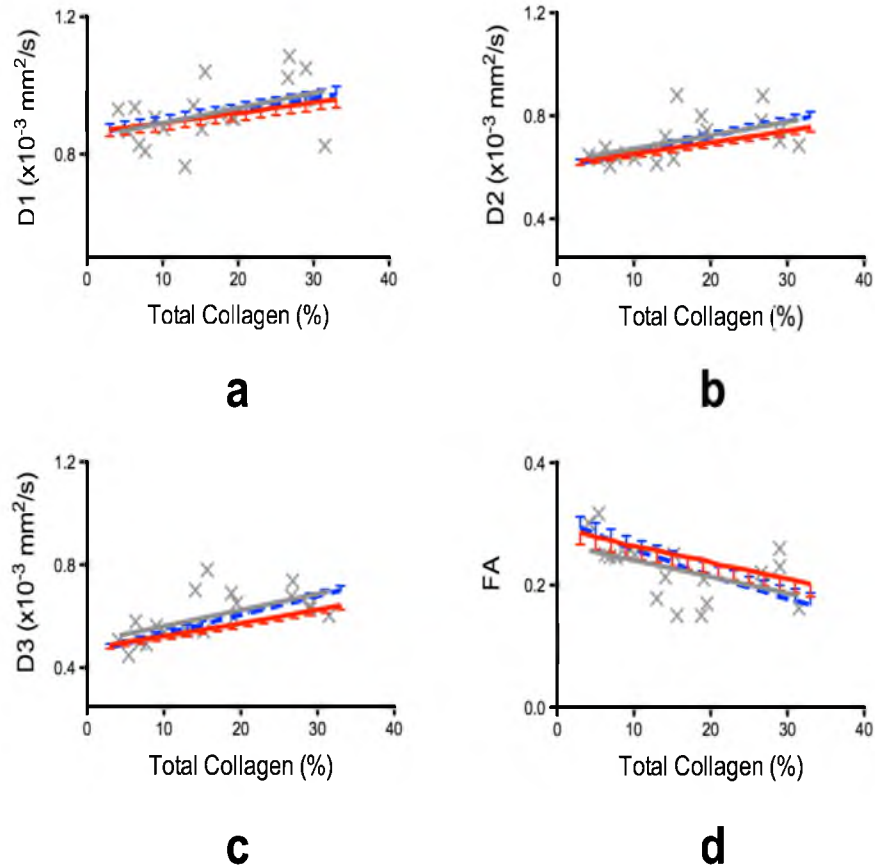 1.2
0.8
D1 (x10⁻³ mm²/s)
0 10 20 30 40
Total Collagen (%)
a
1.2
0.8
0.4
D2 (x10⁻³ mm²/s)
0 10 20 30 40
Total Collagen (%)
b
1.2
0.8
0.4
D3 (x10⁻³ mm²/s)
0 10 20 30 40
Total Collagen (%)
c
0.4
0.2
0.0
FA
0 10 20 30 40
Total Collagen (%)
d